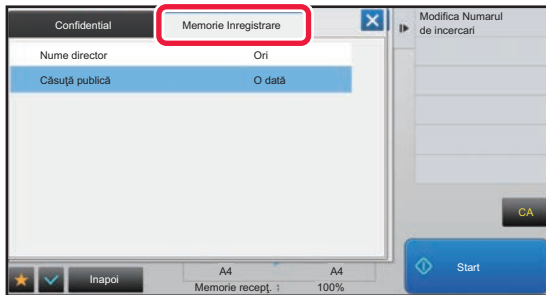 Confidential
Memorie Inregistrare
Nume director
Ori
Căsuţă publică
O dată
Modifica Numarul
de incercari
CA
Start
Inapoi
A4
A4
Memorie recepţ. :
100%